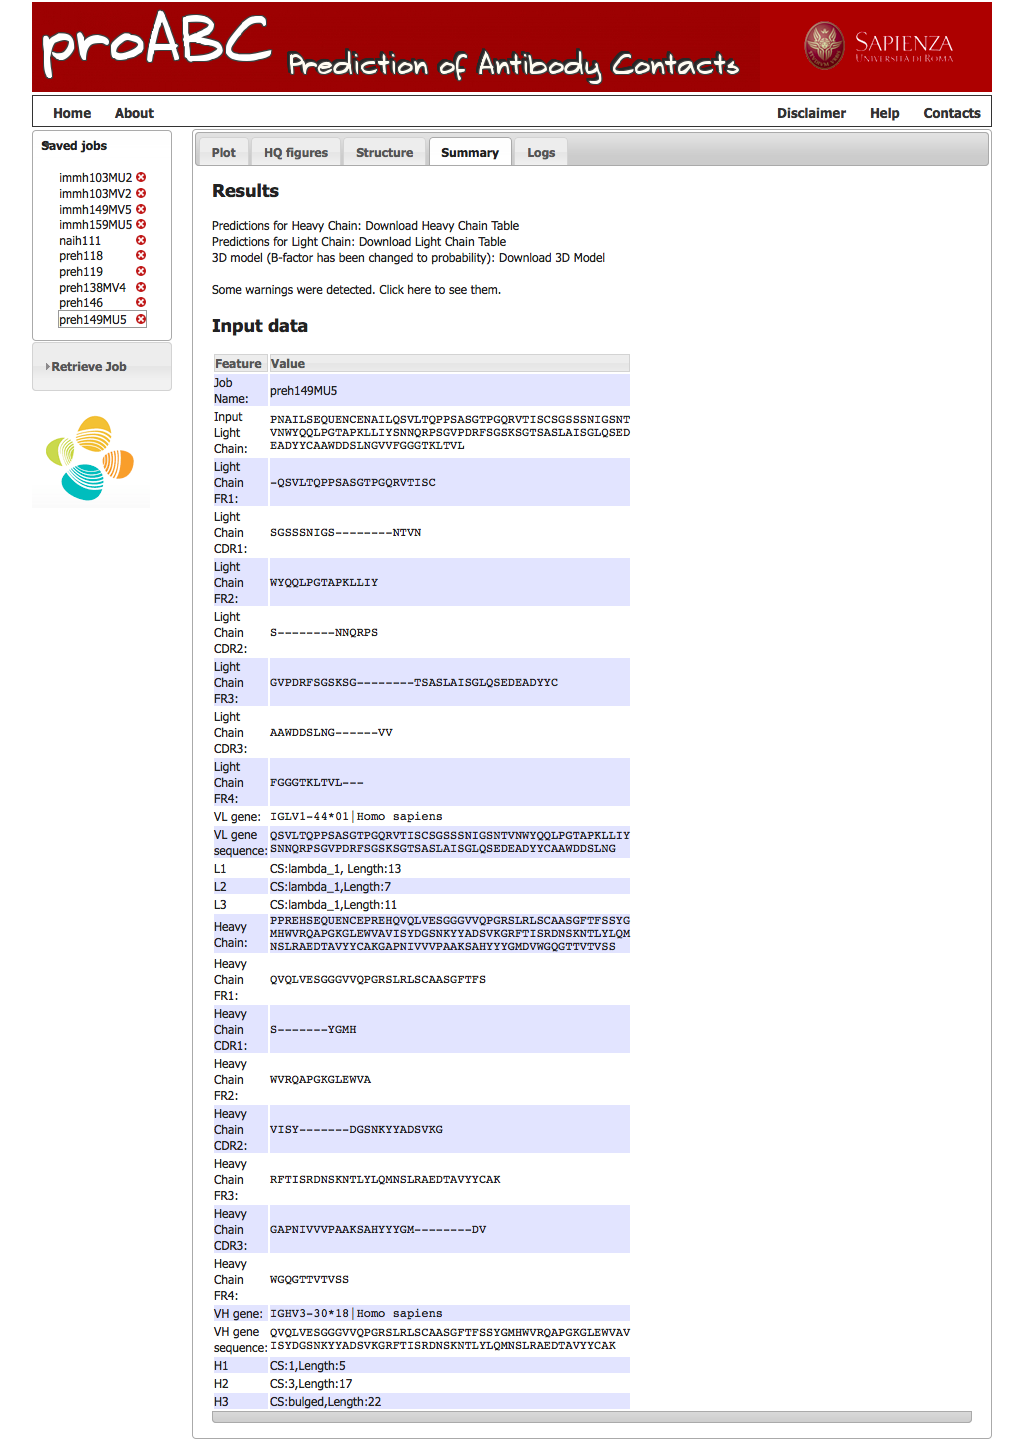 proABC Prediction of Antibody Contacts
SAPIENZA
UNIVERSITÀ DI ROMA
Home About Disclaimer Help Contacts
Saved jobs
immh103MU2
immh103MV2
immh149MV5
immh159MU5
naih111
preh118
preh119
preh138MV4
preh146
preh149MU5
Retrieve Job
Plot HQ figures Structure Summary Logs
Results
Predictions for Heavy Chain: Download Heavy Chain Table
Predictions for Light Chain: Download Light Chain Table
3D model (B-factor has been changed to probability): Download 3D Model
Some warnings were detected. Click here to see them.
Input data
Feature Value
Job
Name: preh149MU5
Input
Light
Chain:
PNAILSEQUENCENAILQSVLTQPPSASGTPGQRVTISCSGSSSNIGSNT
VNWYQQLPGTAPKLLIYSNNQRPSGVPDRFSGSKSGTSASLAISGLQSED
EADYYCAAWDDSLNGVVFGGGTKLTVL
Light
Chain
FR1:
-QSVLTQPPSASGTPGQRVTISC
Light
Chain
CDR1:
SGSSSNIGS--------NTVN
Light
Chain
FR2:
WYQQLPGTAPKLLIY
Light
Chain
CDR2:
S--------NNQRPS
Light
Chain
FR3:
GVPDRFSGSKSG--------TSASLAISGLQSEDEADYYC
Light
Chain
CDR3:
AAWDDSLNG------VV
Light
Chain
FR4:
FGGGTKLTVL---
VL gene: IGLV1-44*01|Homo sapiens
VL gene
sequence:
QSVLTQPPSASGTPGQRVTISCSGSSSNIGSNTVNWYQQLPGTAPKLLIY
SNNQRPSGVPDRFSGSKSGTSASLAISGLQSEDEADYYCAAWDDSLNG
L1 CS:lambda_1, Length:13
L2 CS:lambda_1,Length:7
L3 CS:lambda_1,Length:11
Heavy
Chain:
PPREHSEQUENCEPREHQVQLVESGGGVVQPGRSLRLSCAASGFTFSSYG
MHWVRQAPGKGLEWVAVISYDGSNKYYADSVKGRFTISRDNSKNTLYLQM
NSLRAEDTAVYYCAKGAPNIVVVPAAKSAHYYYGMDVWGQGTTVTVSS
Heavy
Chain
FR1:
QVQLVESGGGVVQPGRSLRLSCAASGFTFS
Heavy
Chain
CDR1:
S-------YGMH
Heavy
Chain
FR2:
WVRQAPGKGLEWVA
Heavy
Chain
CDR2:
VISY-------DGSNKYYADSVKG
Heavy
Chain
FR3:
RFTISRDNSKNTLYLQMNSLRAEDTAVYYCAK
Heavy
Chain
CDR3:
GAPNIVVVPAAKSAHYYYGM--------DV
Heavy
Chain
FR4:
WGQGTTVTVSS
VH gene: IGHV3-30*18|Homo sapiens
VH gene
sequence:
QVQLVESGGGVVQPGRSLRLSCAASGFTFSSYGMHWVRQAPGKGLEWVAV
ISYDGSNKYYADSVKGRFTISRDNSKNTLYLQMNSLRAEDTAVYYCAK
H1 CS:1,Length:5
H2 CS:3,Length:17
H3 CS:bulged,Length:22